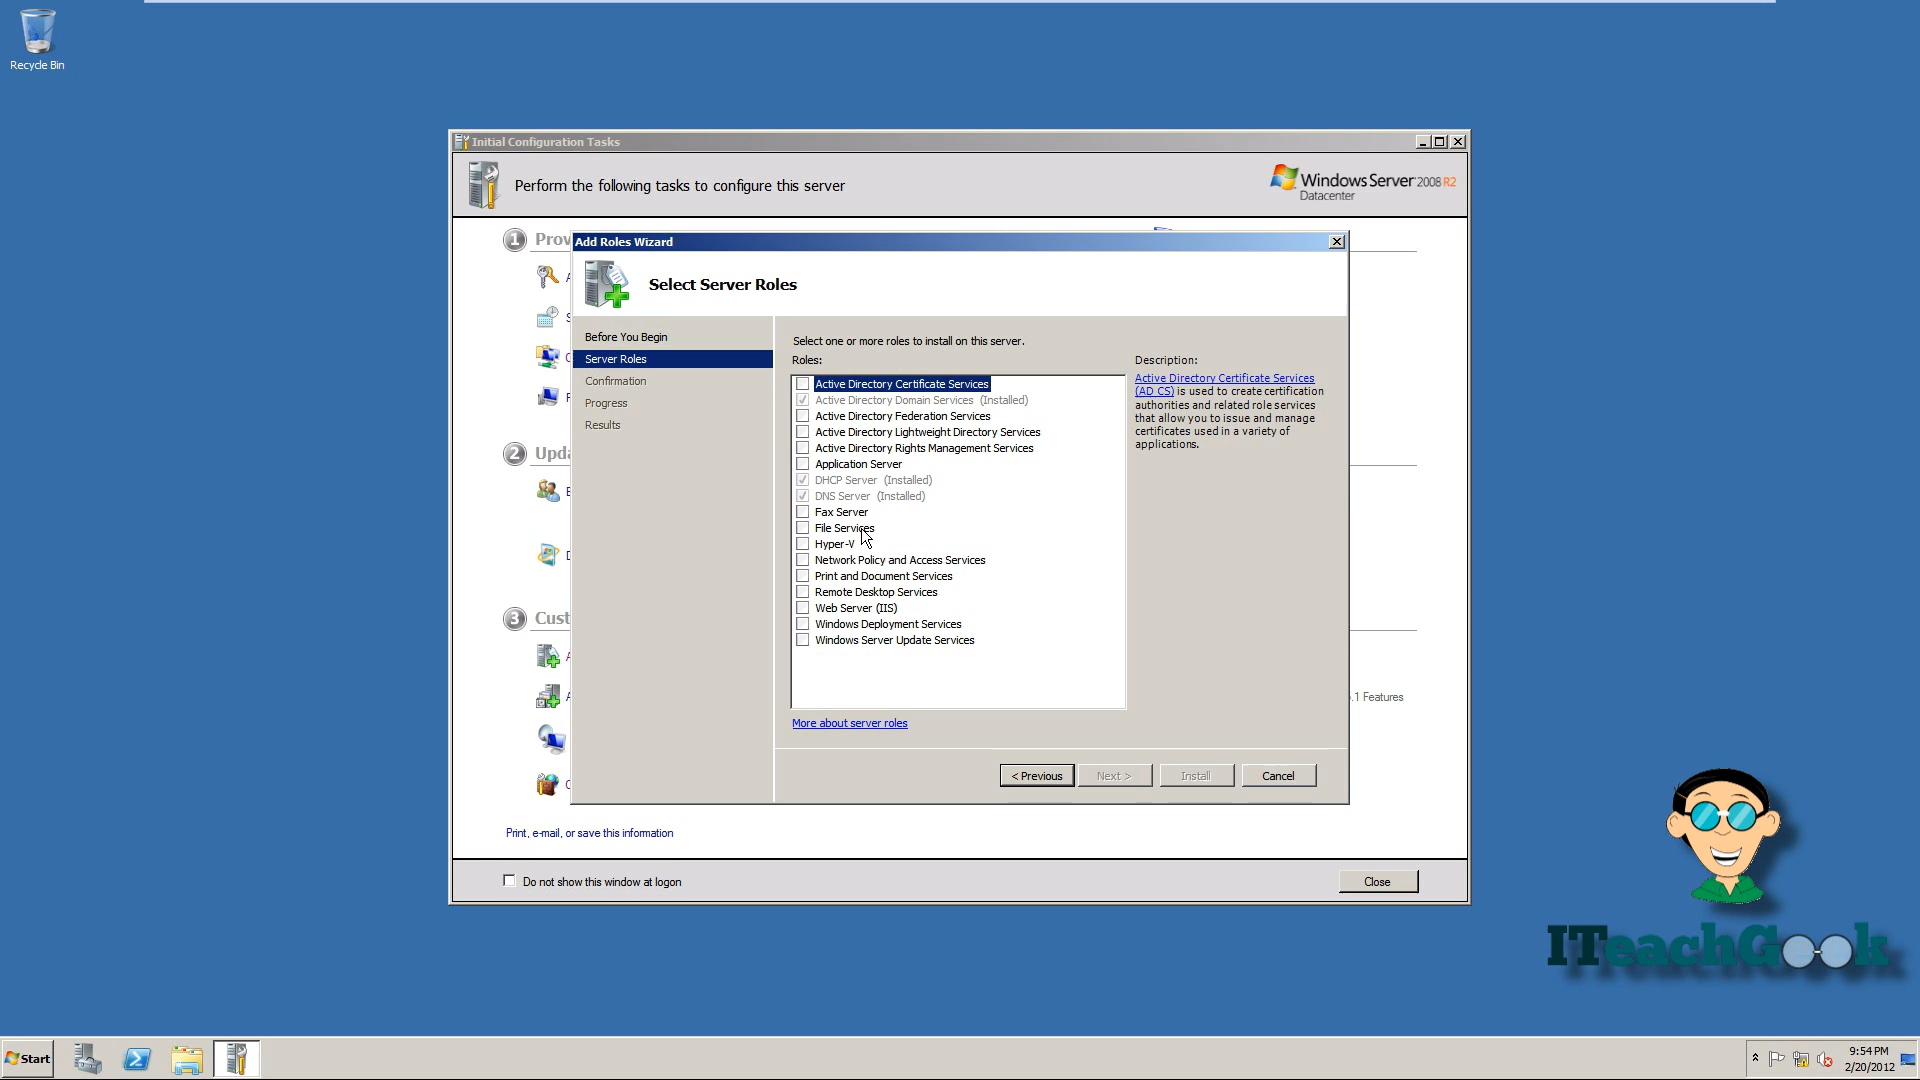 Recycle Bin
Initial Configuration Tasks
Perform the following tasks to configure this server
Windows Server 2008 R2
Datacenter
1 Prov
Add Roles Wizard
Select Server Roles
Before You Begin
Server Roles
Confirmation
Progress
Results
Select one or more roles to install on this server.
Roles:
Active Directory Certificate Services
Active Directory Domain Services (Installed)
Active Directory Federation Services
Active Directory Lightweight Directory Services
Active Directory Rights Management Services
Application Server
DHCP Server (Installed)
DNS Server (Installed)
Fax Server
File Services
Hyper-V
Network Policy and Access Services
Print and Document Services
Remote Desktop Services
Web Server (IIS)
Windows Deployment Services
Windows Server Update Services
More about server roles
Description:
Active Directory Certificate Services
(AD CS) is used to create certification
authorities and related role services
that allow you to issue and manage
certificates used in a variety of
applications.
< Previous
Next >
Install
Cancel
2 Upda
3 Cust
.1 Features
Print, e-mail, or save this information
Do not show this window at logon
Close
ITeachGeek
Start
9:54 PM
2/20/2012